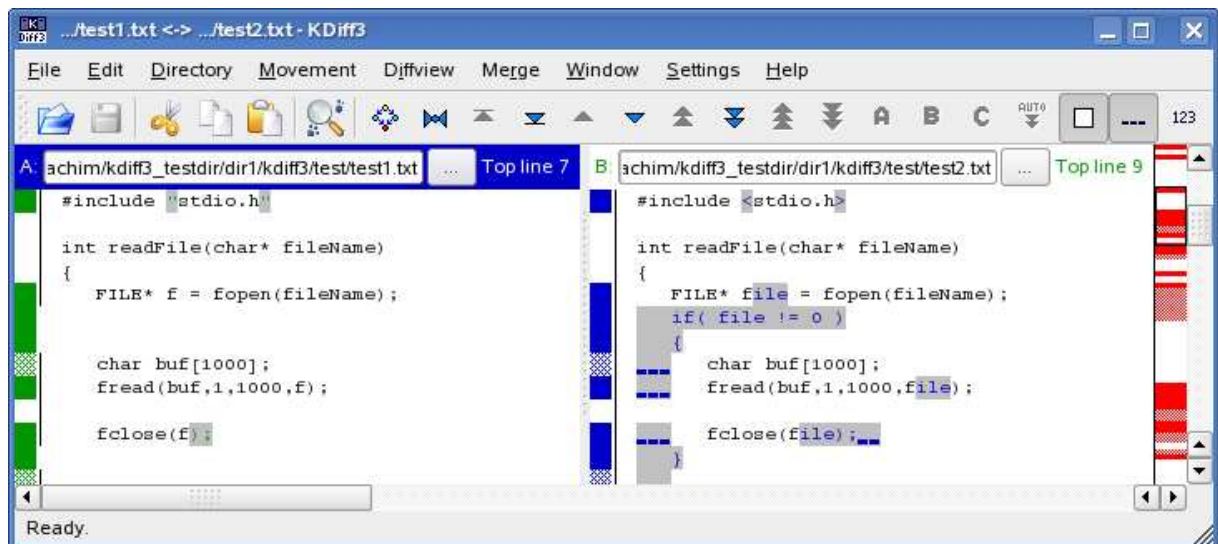 .../test1.txt <-> .../test2.txt - KDiff3
File Edit Directory Movement Diffview Merge Window Settings Help
A B C AUTO 123
A: achim/kdiff3_testdir/dir1/kdiff3/test/test1.txt ... Top line 7
#include "stdio.h"
int readFile(char* fileName)
{
FILE* f = fopen(fileName);
char buf[1000];
fread(buf,1,1000,f);
fclose(f);
B: achim/kdiff3_testdir/dir1/kdiff3/test/test2.txt ... Top line 9
#include <stdio.h>
int readFile(char* fileName)
{
FILE* file = fopen(fileName);
if( file != 0 )
{
char buf[1000];
fread(buf,1,1000,file);
fclose(file);
}
Ready.